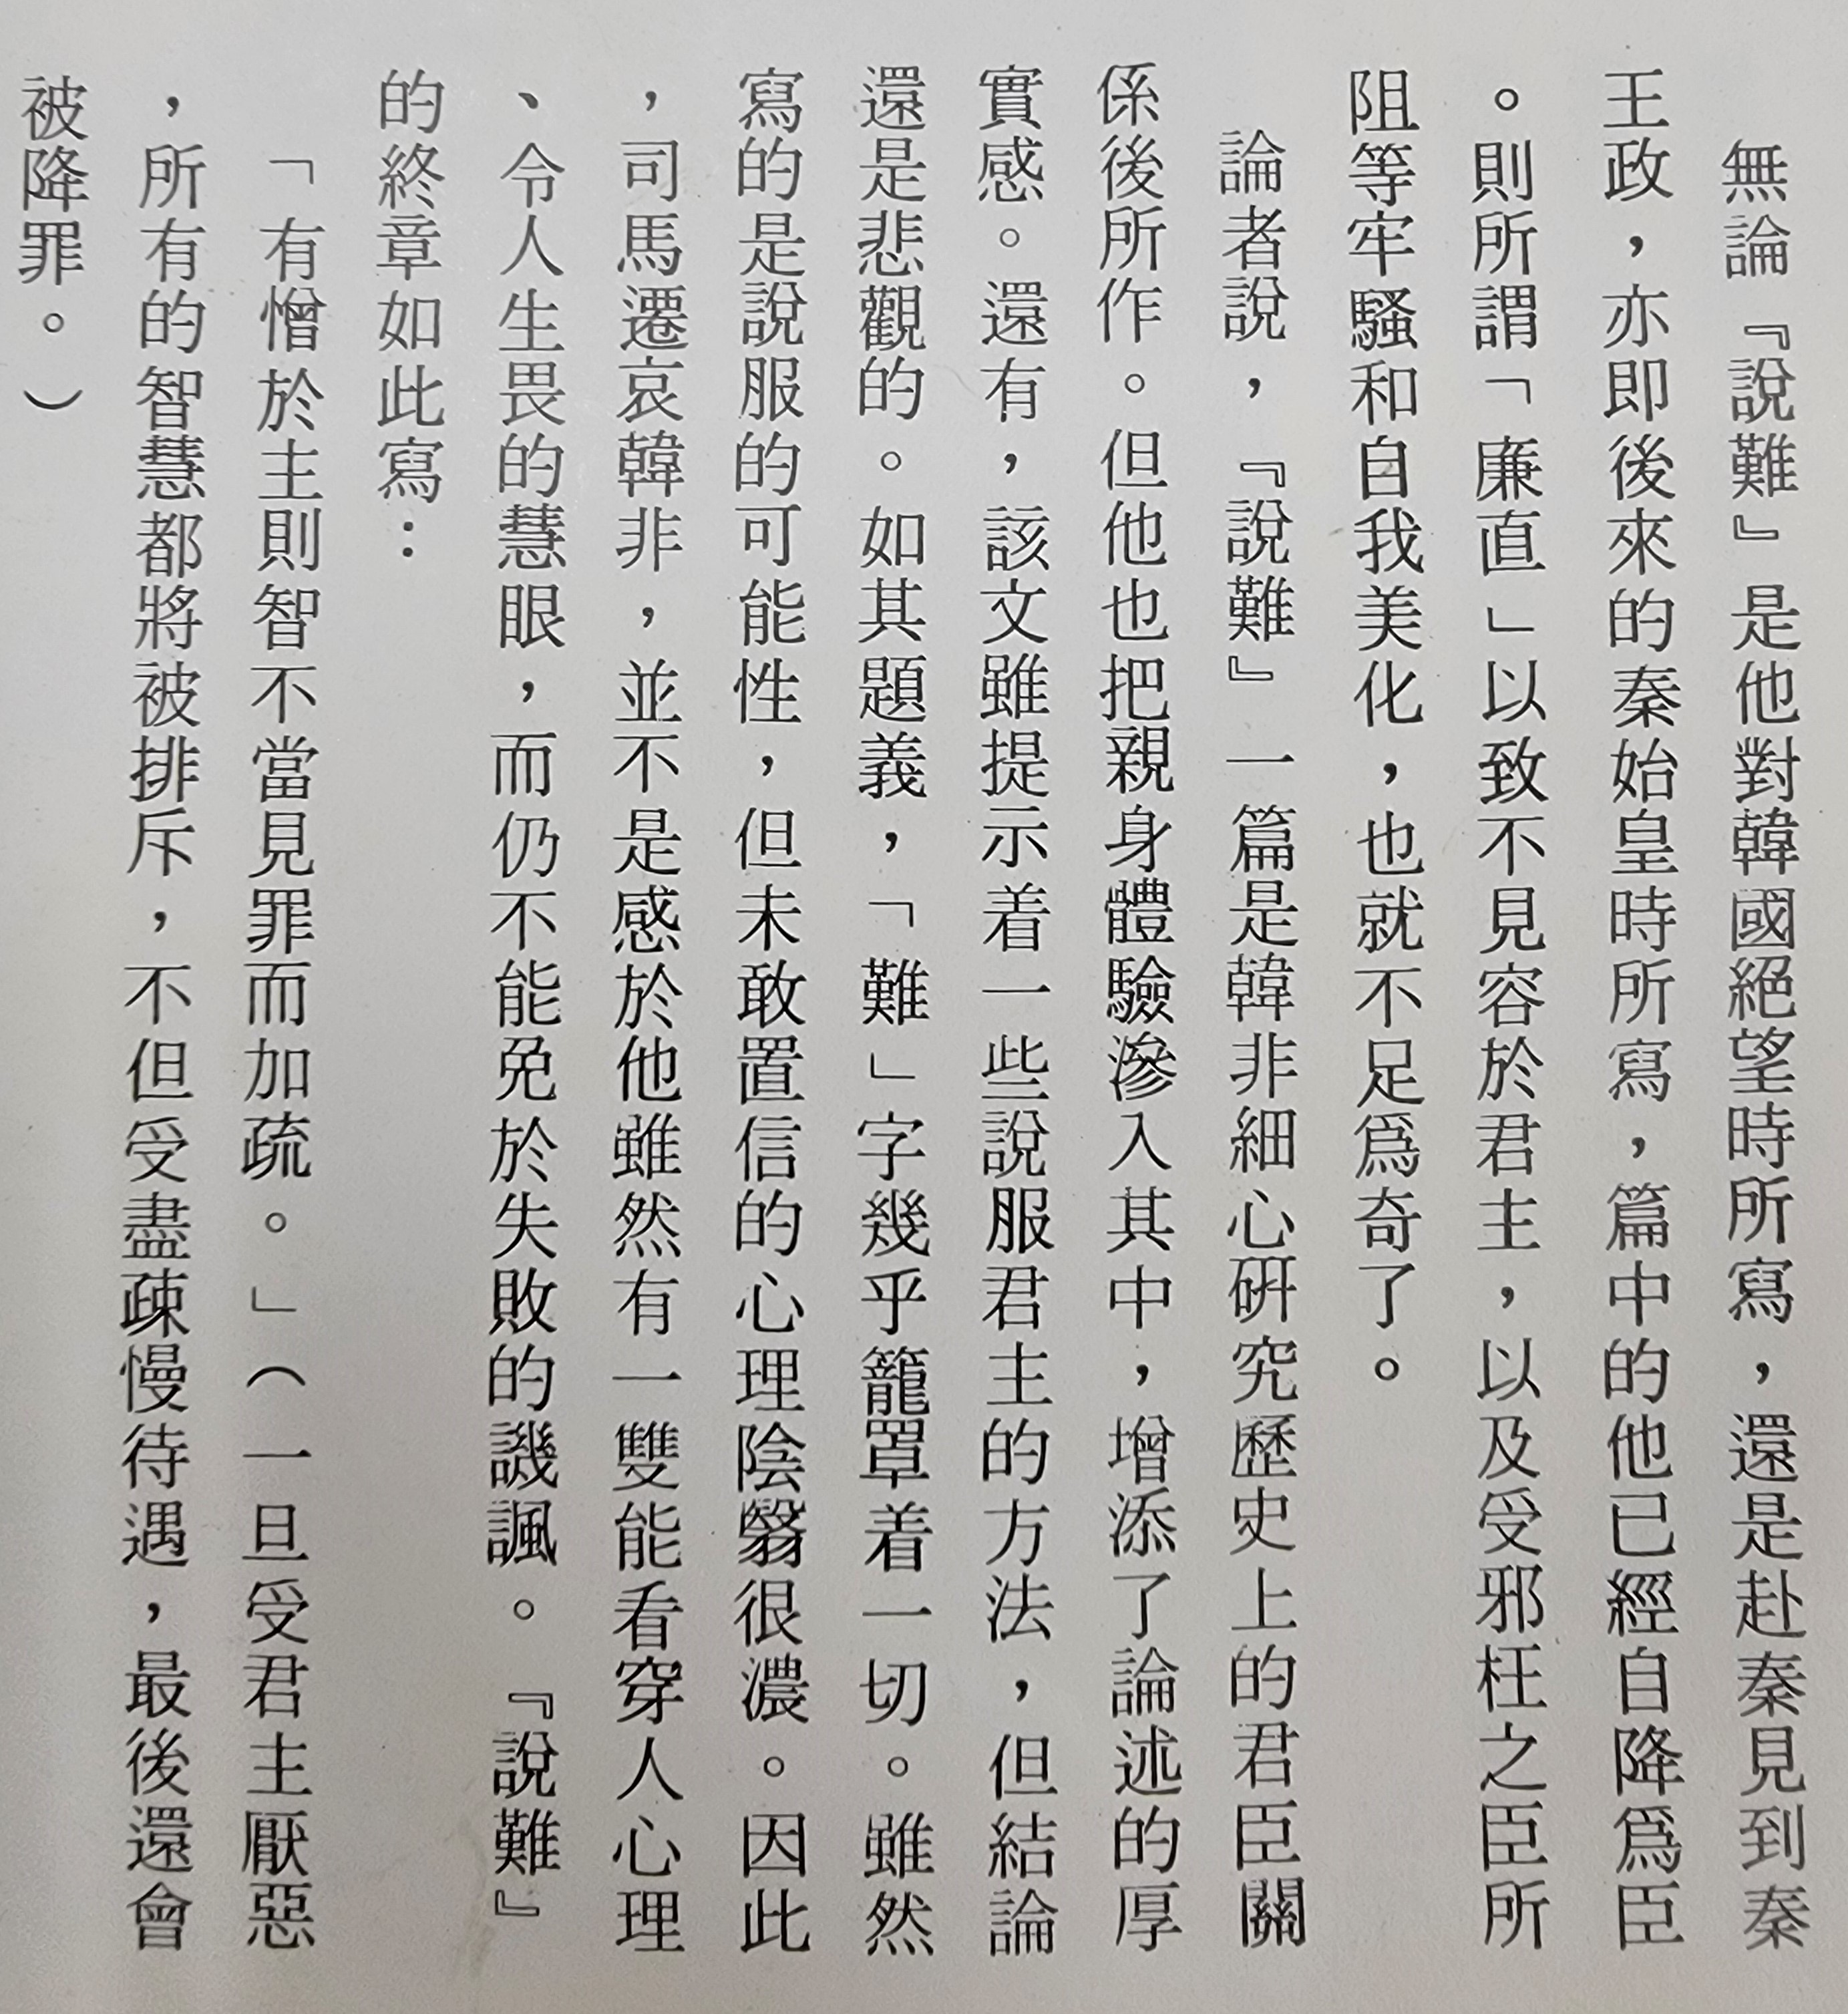 無論『說難』是他對韓國絕望時所寫，還是赴秦見到秦
王政，亦即後來的秦始皇時所寫，篇中的他已經自降爲臣
。則所謂「廉直」以致不見容於君主，以及受邪枉之臣所
阻等牢騷和自我美化，也就不足爲奇了。
論者說，『說難』一篇是韓非細心研究歷史上的君臣關
係後所作。但他也把親身體驗滲入其中，增添了論述的厚
實感。還有，該文雖提示着一些說服君主的方法，但結論
還是悲觀的。如其題義，「難」字幾乎籠罩着一切。雖然
寫的是說服的可能性，但未敢置信的心理陰翳很濃。因此
，司馬遷哀韓非，並不是感於他雖然有一雙能看穿人心理
、令人生畏的慧眼，而仍不能免於失敗的譏諷。『說難』
的終章如此寫：
「有憎於主則智不當見罪而加疏。」（一旦受君主厭惡
，所有的智慧都將被排斥，不但受盡疎慢待遇，最後還會
被降罪。）